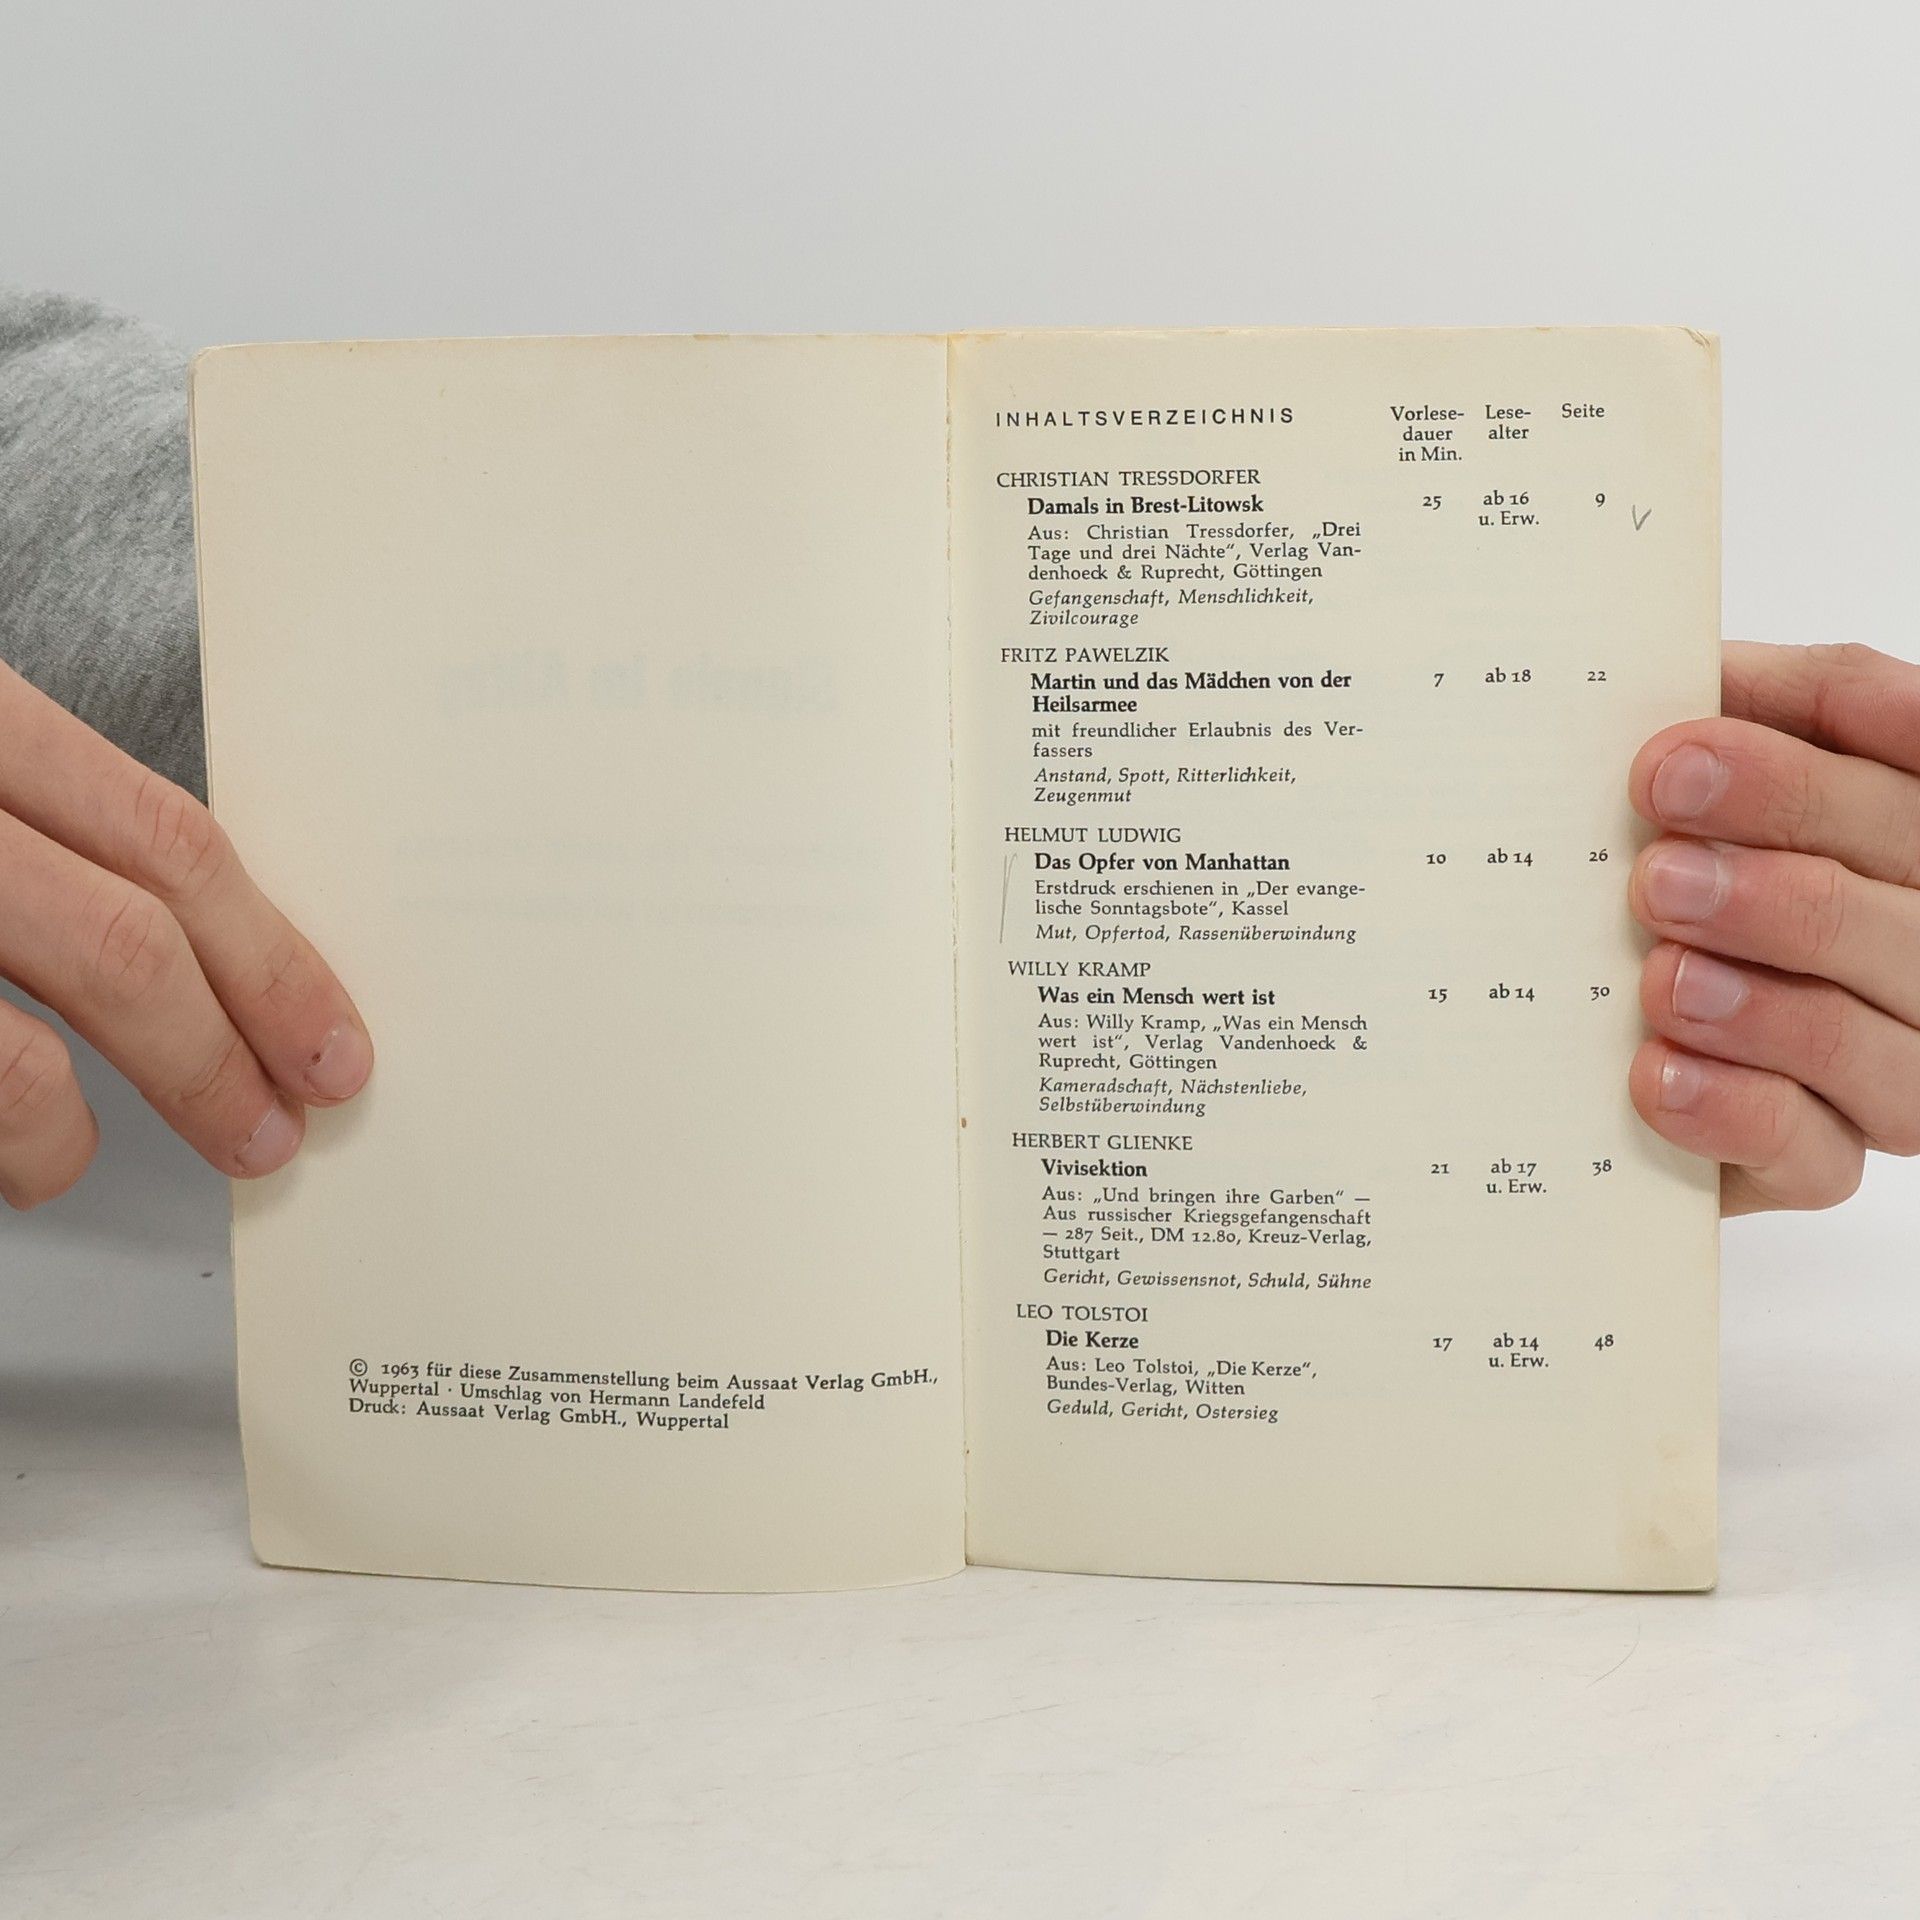 © 1963 für diese Zusammenstellung beim Aussaat Verlag GmbH.,
Wuppertal · Umschlag von Hermann Landefeld
Druck: Aussaat Verlag GmbH., Wuppertal
INHALTSVERZEICHNIS Vorlese- Lese- Seite
dauer alter
in Min.
CHRISTIAN TRESSDORFER
Damals in Brest-Litowsk 25 ab 16 9
u. Erw.
Aus: Christian Tressdorfer, „Drei
Tage und drei Nächte“, Verlag Van-
denhoeck & Ruprecht, Göttingen
Gefangenschaft, Menschlichkeit,
Zivilcourage
FRITZ PAWELZIK
Martin und das Mädchen von der 7 ab 18 22
Heilsarmee
mit freundlicher Erlaubnis des Ver-
fassers
Anstand, Spott, Ritterlichkeit,
Zeugenmut
HELMUT LUDWIG
Das Opfer von Manhattan 10 ab 14 26
Erstdruck erschienen in „Der evange-
lische Sonntagsbote“, Kassel
Mut, Opfertod, Rassenüberwindung
WILLY KRAMP
Was ein Mensch wert ist 15 ab 14 30
Aus: Willy Kramp, „Was ein Mensch
wert ist“, Verlag Vandenhoeck &
Ruprecht, Göttingen
Kameradschaft, Nächstenliebe,
Selbstüberwindung
HERBERT GLIENKE
Vivisektion 21 ab 17 38
u. Erw.
Aus: „Und bringen ihre Garben“ —
Aus russischer Kriegsgefangenschaft
— 287 Seit., DM 12.80, Kreuz-Verlag,
Stuttgart
Gericht, Gewissensnot, Schuld, Sühne
LEO TOLSTOI
Die Kerze 17 ab 14 48
u. Erw.
Aus: Leo Tolstoi, „Die Kerze“,
Bundes-Verlag, Witten
Geduld, Gericht, Ostersieg